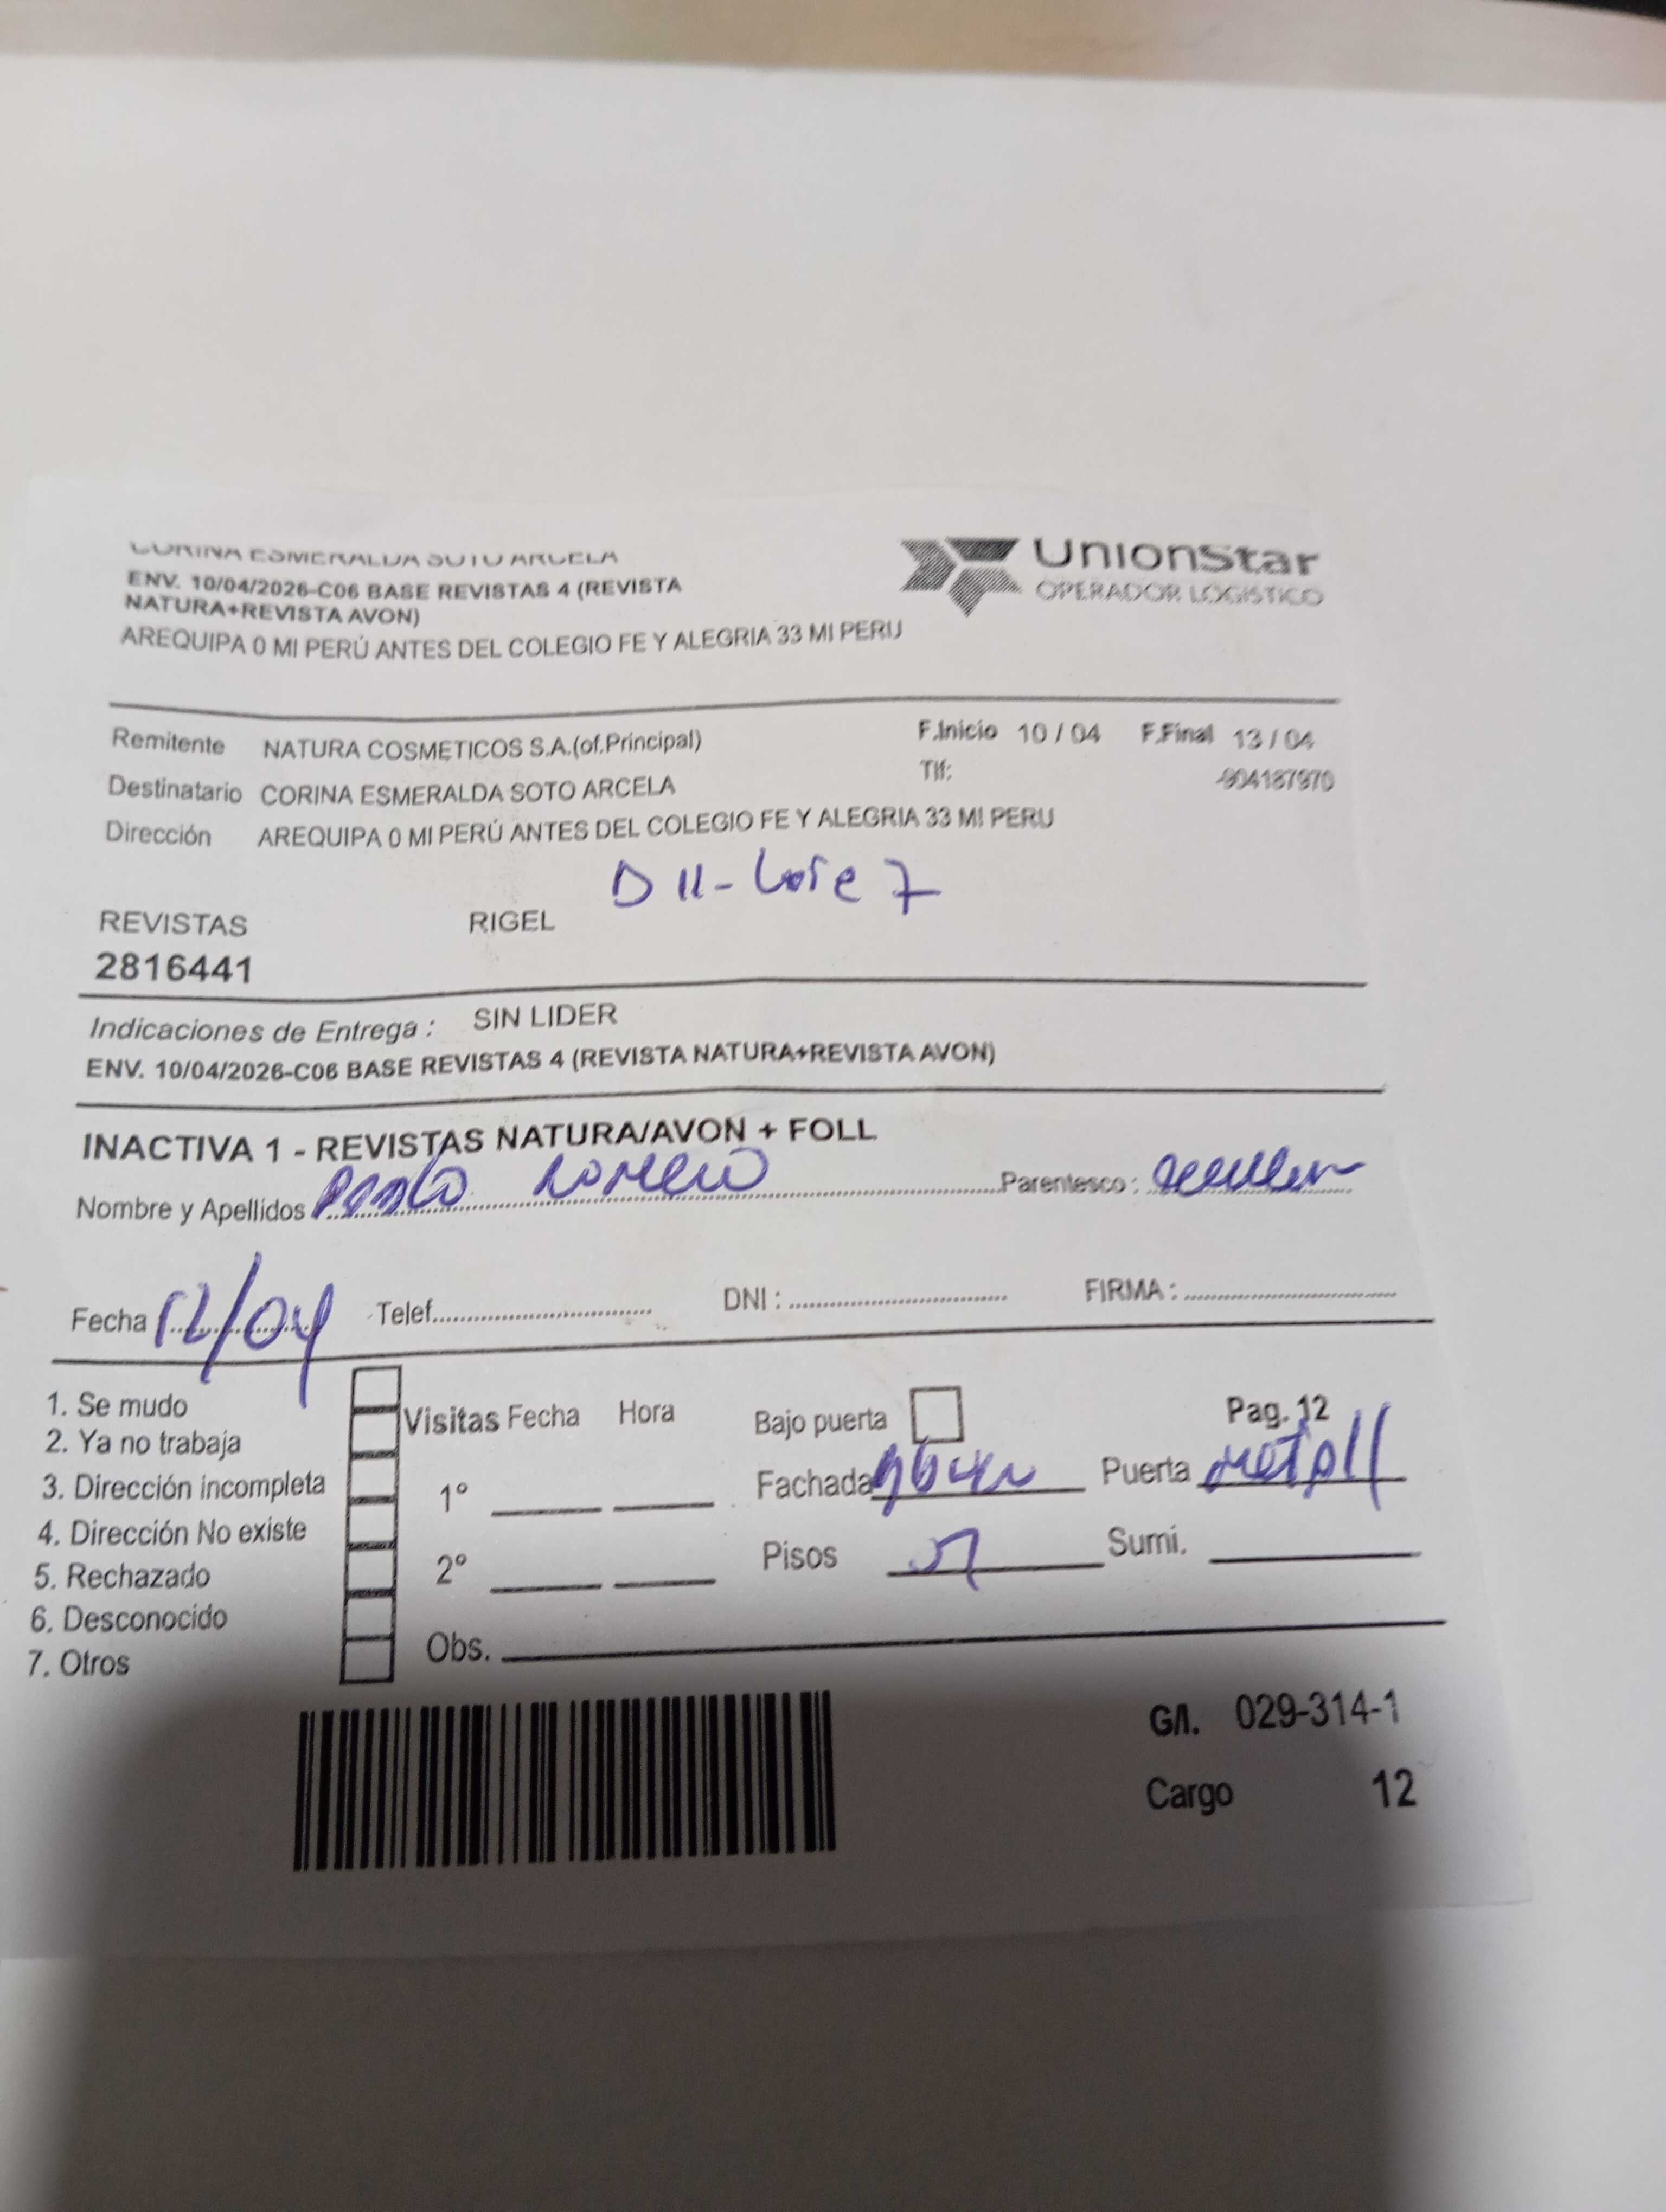 CORINA ESMERALDA SOTO ARCELA
ENV. 10/04/2026-C06 BASE REVISTAS 4 (REVISTA
NATURA+REVISTA AVON)
AREQUIPA 0 MI PERÚ ANTES DEL COLEGIO FE Y ALEGRIA 33 MI PERU
UnionStar
OPERADOR LOGISTICO
Remitente NATURA COSMETICOS S.A.(of.Principal) F.Inicio 10 / 04 F.Final 13 / 04
Destinatario CORINA ESMERALDA SOTO ARCELA Tlf: -904187970
Dirección AREQUIPA 0 MI PERÚ ANTES DEL COLEGIO FE Y ALEGRIA 33 MI PERU
D 11- Lote 7
REVISTAS RIGEL
2816441
Indicaciones de Entrega : SIN LIDER
ENV. 10/04/2026-C06 BASE REVISTAS 4 (REVISTA NATURA+REVISTA AVON)
INACTIVA 1 - REVISTAS NATURA/AVON + FOLL
Nombre y Apellidos Romero Parentesco :
Fecha 12/04 Telef. DNI : FIRMA :
1. Se mudo
2. Ya no trabaja
3. Dirección incompleta
4. Dirección No existe
5. Rechazado
6. Desconocido
7. Otros
Visitas Fecha Hora
1°
2°
Obs.
Bajo puerta Pag. 12
Fachada Puerta metal
Pisos Sumi.
G/I. 029-314-1
Cargo 12